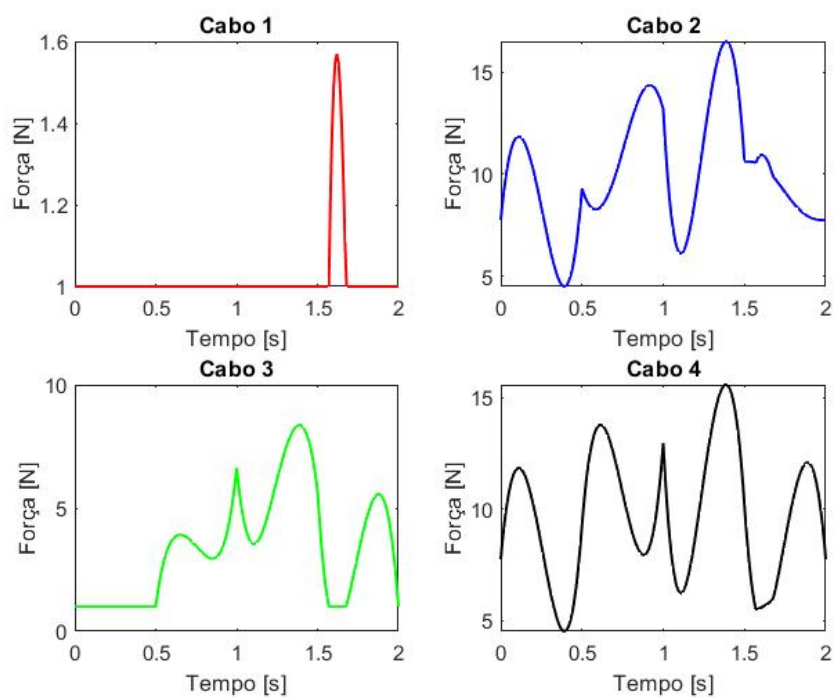 Cabo 1
1.6
1.4
1.2
1
Força [N]
0 0.5 1 1.5 2
Tempo [s]
Cabo 2
15
10
5
Força [N]
0 0.5 1 1.5 2
Tempo [s]
Cabo 3
10
5
0
Força [N]
0 0.5 1 1.5 2
Tempo [s]
Cabo 4
15
10
5
Força [N]
0 0.5 1 1.5 2
Tempo [s]